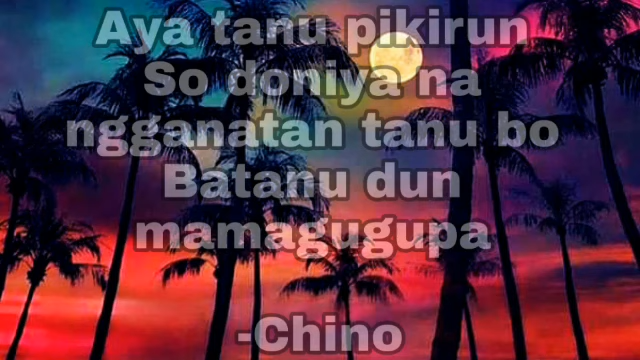 Aya tanu pikirun
So doniya na
ngganatan tanu bo
Batanu dun
mamagugupa
-Chino